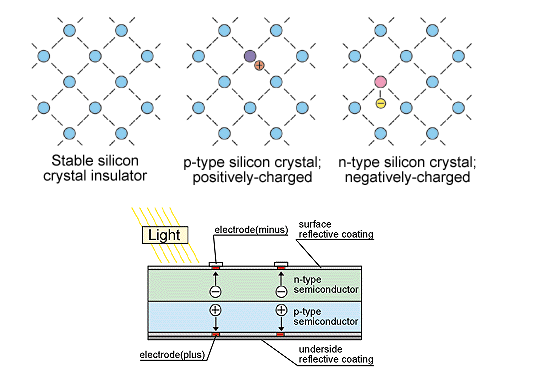 Stable silicon
crystal insulator
p-type silicon crystal;
positively-charged
n-type silicon crystal;
negatively-charged
Light
electrode(minus)
surface
reflective coating
n-type
semiconductor
p-type
semiconductor
electrode(plus)
underside
reflective coating